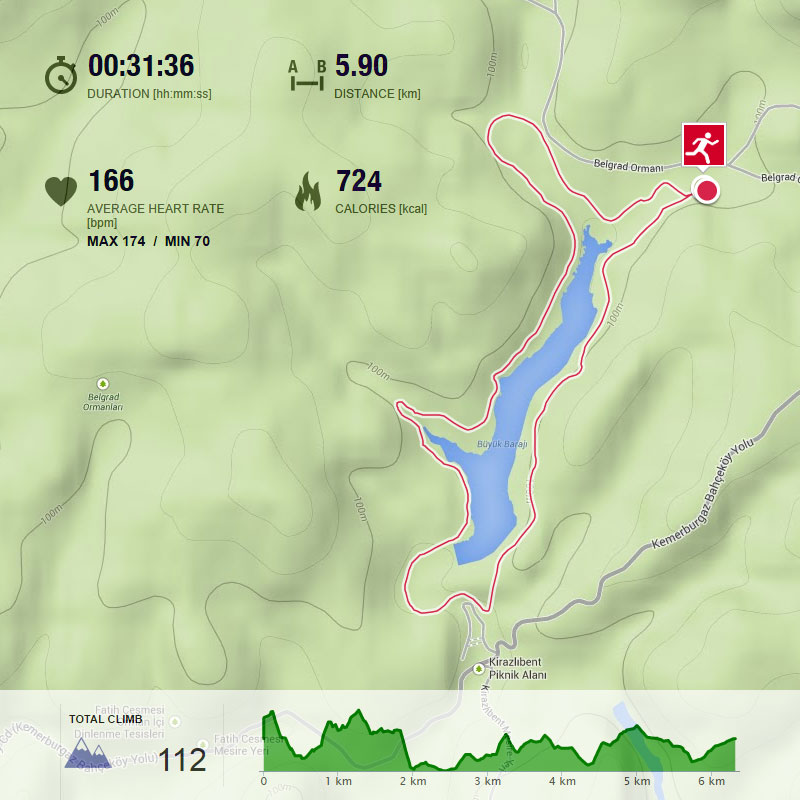 100m
00:31:36
DURATION [hh:mm:ss]
A B
5.90
DISTANCE [km]
100m
100m
Belgrad Ormanı
Belgrad
166
AVERAGE HEART RATE
[bpm]
MAX 174 / MIN 70
724
CALORIES [kcal]
100m
100m
Belgrad
Ormanları
Büyük Barajı
Kemerburgaz-Bahçeköy Yolu
100m
100m
Kirazlıbent
Piknik Alanı
TOTAL CLIMB
112
Fatih Çeşmesi
Dinlenme Tesisleri
Fatih Çeşmesi
Mesire Yeri
0
1 km
2 km
3 km
4 km
5 km
6 km